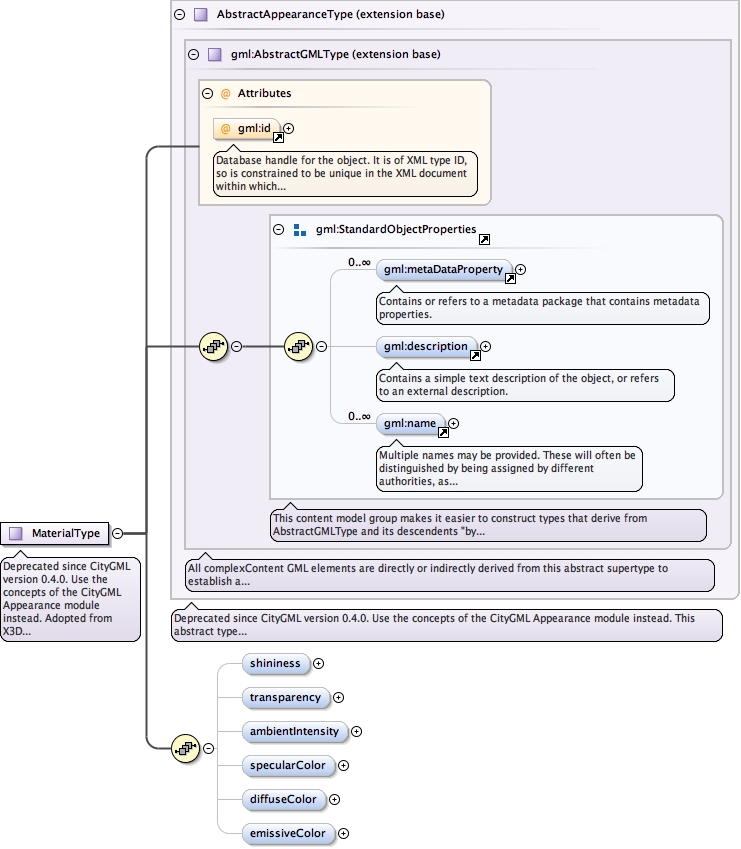 AbstractAppearanceType (extension base)
gml:AbstractGMLType (extension base)
@ Attributes
@ gml:id
Database handle for the object. It is of XML type ID,
so is constrained to be unique in the XML document
within which...
gml:StandardObjectProperties
0..∞
gml:metaDataProperty
Contains or refers to a metadata package that contains metadata
properties.
gml:description
Contains a simple text description of the object, or refers
to an external description.
0..∞
gml:name
Multiple names may be provided. These will often be
distinguished by being assigned by different
authorities, as...
This content model group makes it easier to construct types that derive from
AbstractGMLType and its descendents "by...
All complexContent GML elements are directly or indirectly derived from this abstract supertype to
establish a...
Deprecated since CityGML version 0.4.0. Use the concepts of the CityGML Appearance module instead. This
abstract type...
MaterialType
Deprecated since CityGML
version 0.4.0. Use the
concepts of the CityGML
Appearance module
instead. Adopted from
X3D...
shininess
transparency
ambientIntensity
specularColor
diffuseColor
emissiveColor